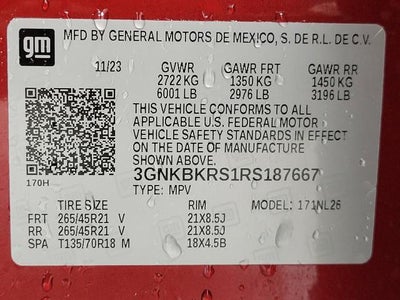 gm
MFD BY GENERAL MOTORS DE MEXICO, S. DE R.L. DE C.V.
11/23 GVWR GAWR FRT GAWR RR
2722 KG 1350 KG 1450 KG
6001 LB 2976 LB 3196 LB
THIS VEHICLE CONFORMS TO ALL
APPLICABLE U.S. FEDERAL MOTOR
VEHICLE SAFETY STANDARDS IN EFFECT
ON THE DATE OF MANUFACTURE
SHOWN ABOVE.
3GNKBKRS1RS187667
170H TYPE: MPV
TIRE SIZE RIM MODEL: 171NL26
FRT 265/45R21 V 21X8.5J
RR 265/45R21 V 21X8.5J
SPA T135/70R18 M 18X4.5B